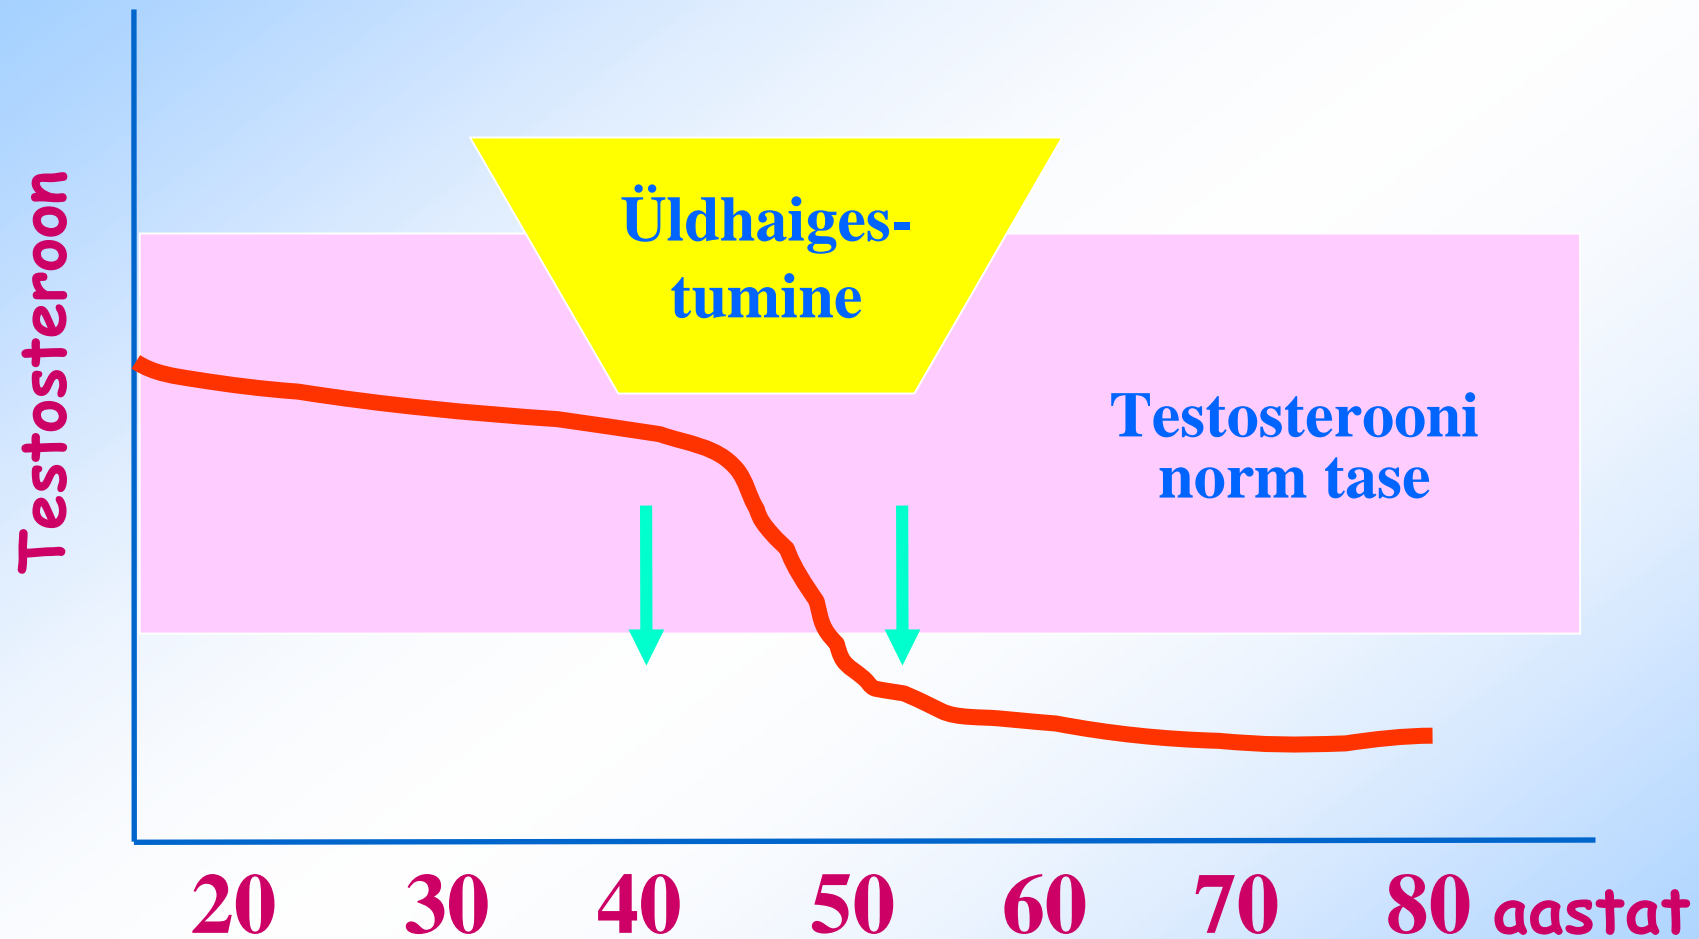 Testosteroon
Üldhaiges-
tumine
Testosterooni
norm tase
20 30 40 50 60 70 80 aastat